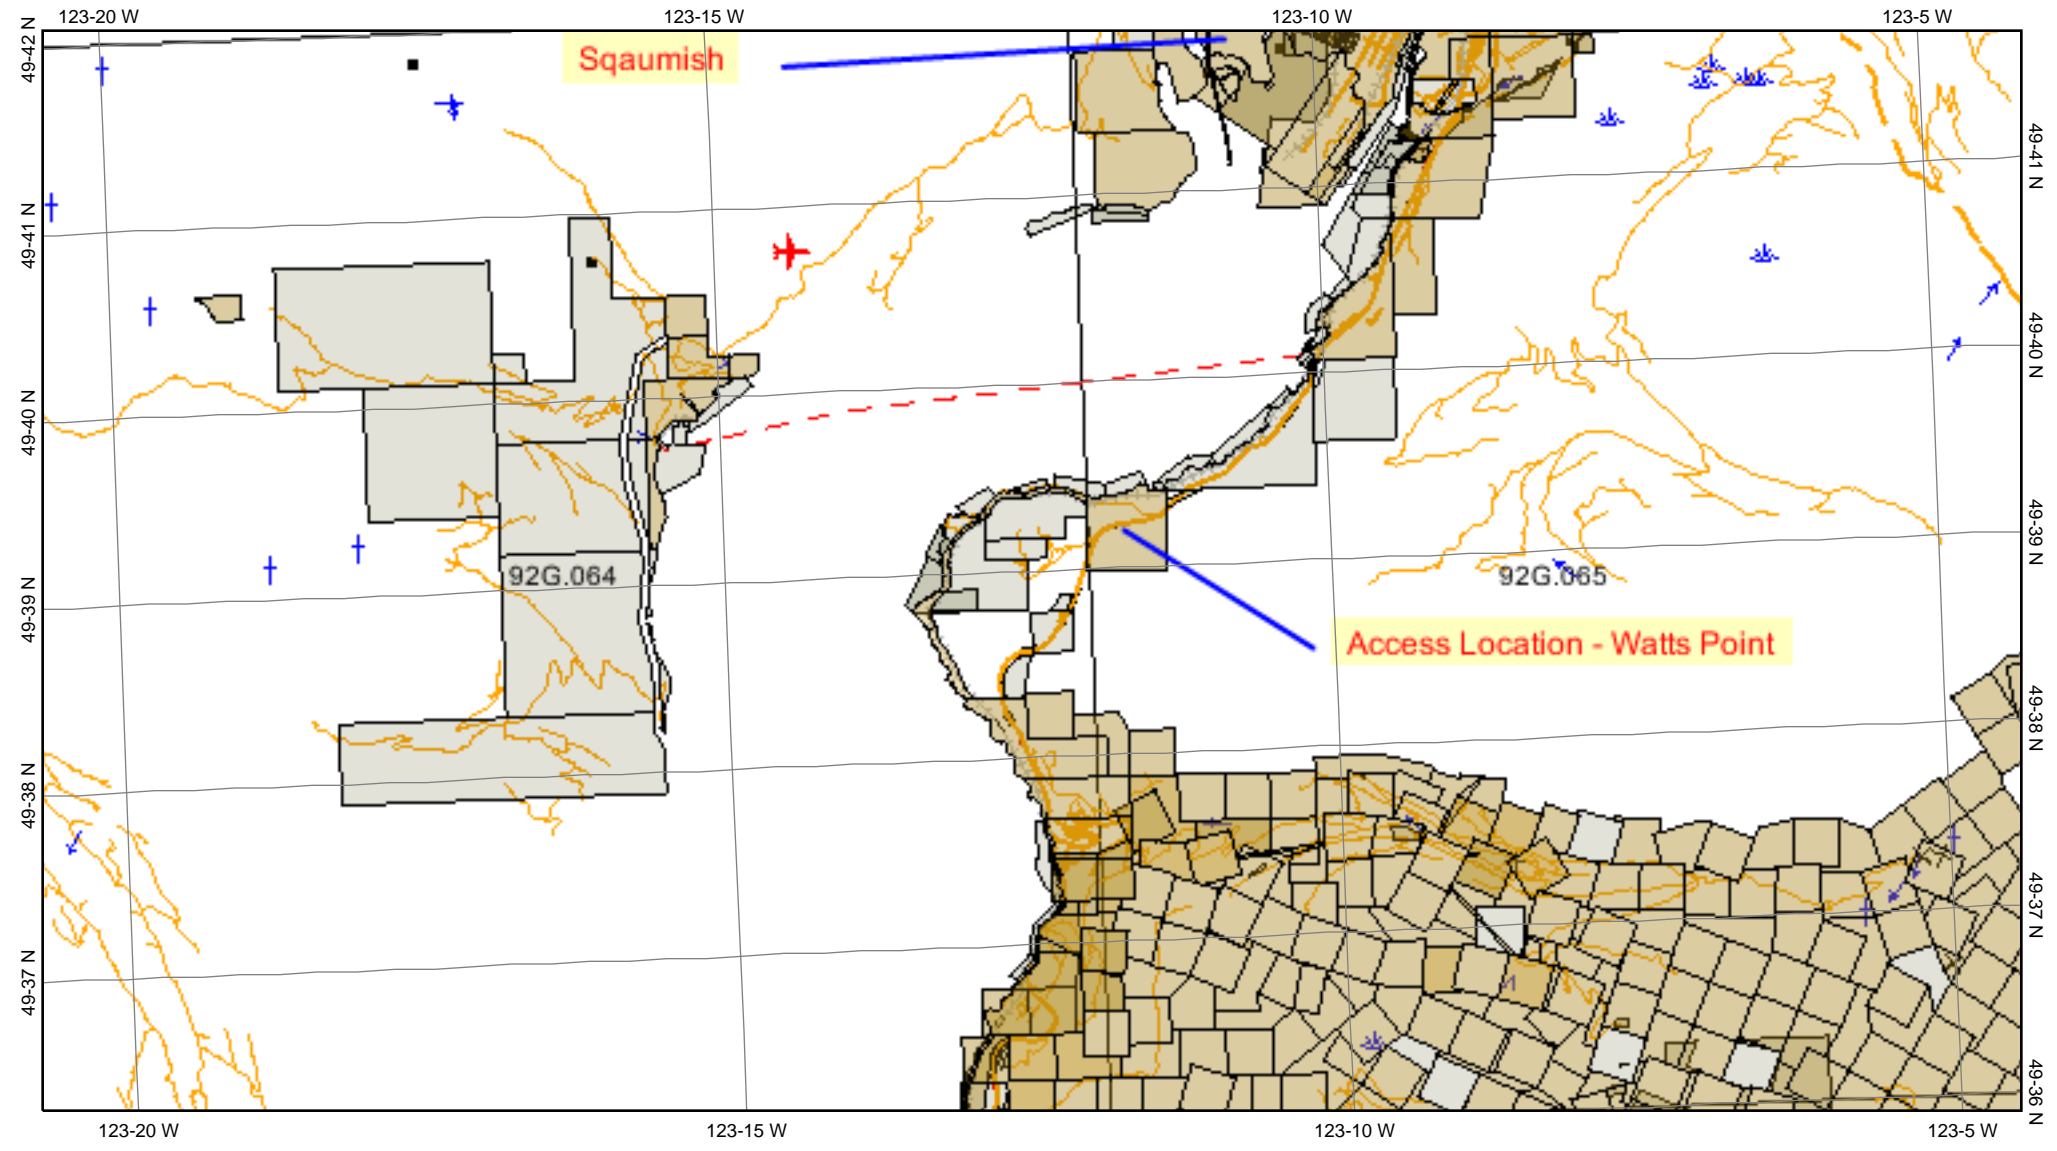 123-20 W 123-15 W 123-10 W 123-5 W
49-42 N
Sqaumish
49-41 N
49-41 N
49-40 N
49-40 N
49-39 N
92G.064
92G.065
49-39 N
Access Location - Watts Point
49-38 N
49-38 N
49-37 N
49-37 N
49-36 N
123-20 W 123-15 W 123-10 W 123-5 W